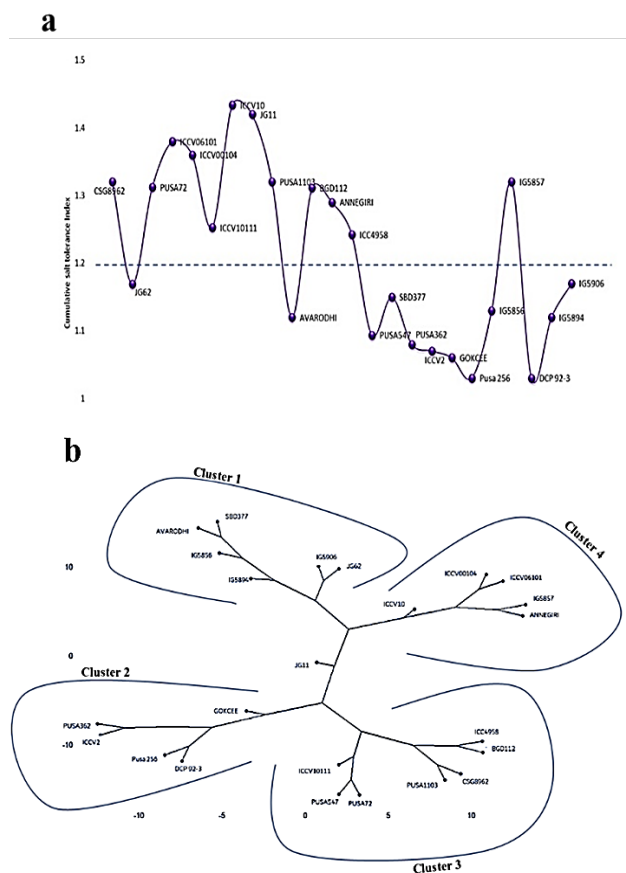 a
1.5
1.4
1.3
1.2
1.1
1
Cumulative salt tolerance Index
CSG8962
JG62
PUSA72
ICCV06101
ICCV00104
ICCV10111
ICCV10
JG11
PUSA1103
AVARODHI
BGD112
ANNEGIRI
ICC4958
PUSA547
SBD377
PUSA362
ICCV2
GOKCEE
Pusa 256
IG5856
IG5857
DCP 92-3
IG5894
IG5906
b
Cluster 1
SBD377
AVARODHI
IG5856
IG5894
IG5906
JG62
Cluster 4
ICCV00104
ICCV06101
IG5857
ANNEGIRI
ICCV10
10
0
-10
JG11
Cluster 2
GOKCEE
PUSA362
ICCV2
Pusa 256
DCP 92-3
ICC4958
BGD112
CSG8962
PUSA1103
ICCV10111
PUSA547
PUSA72
-10
-5
0
5
10
Cluster 3